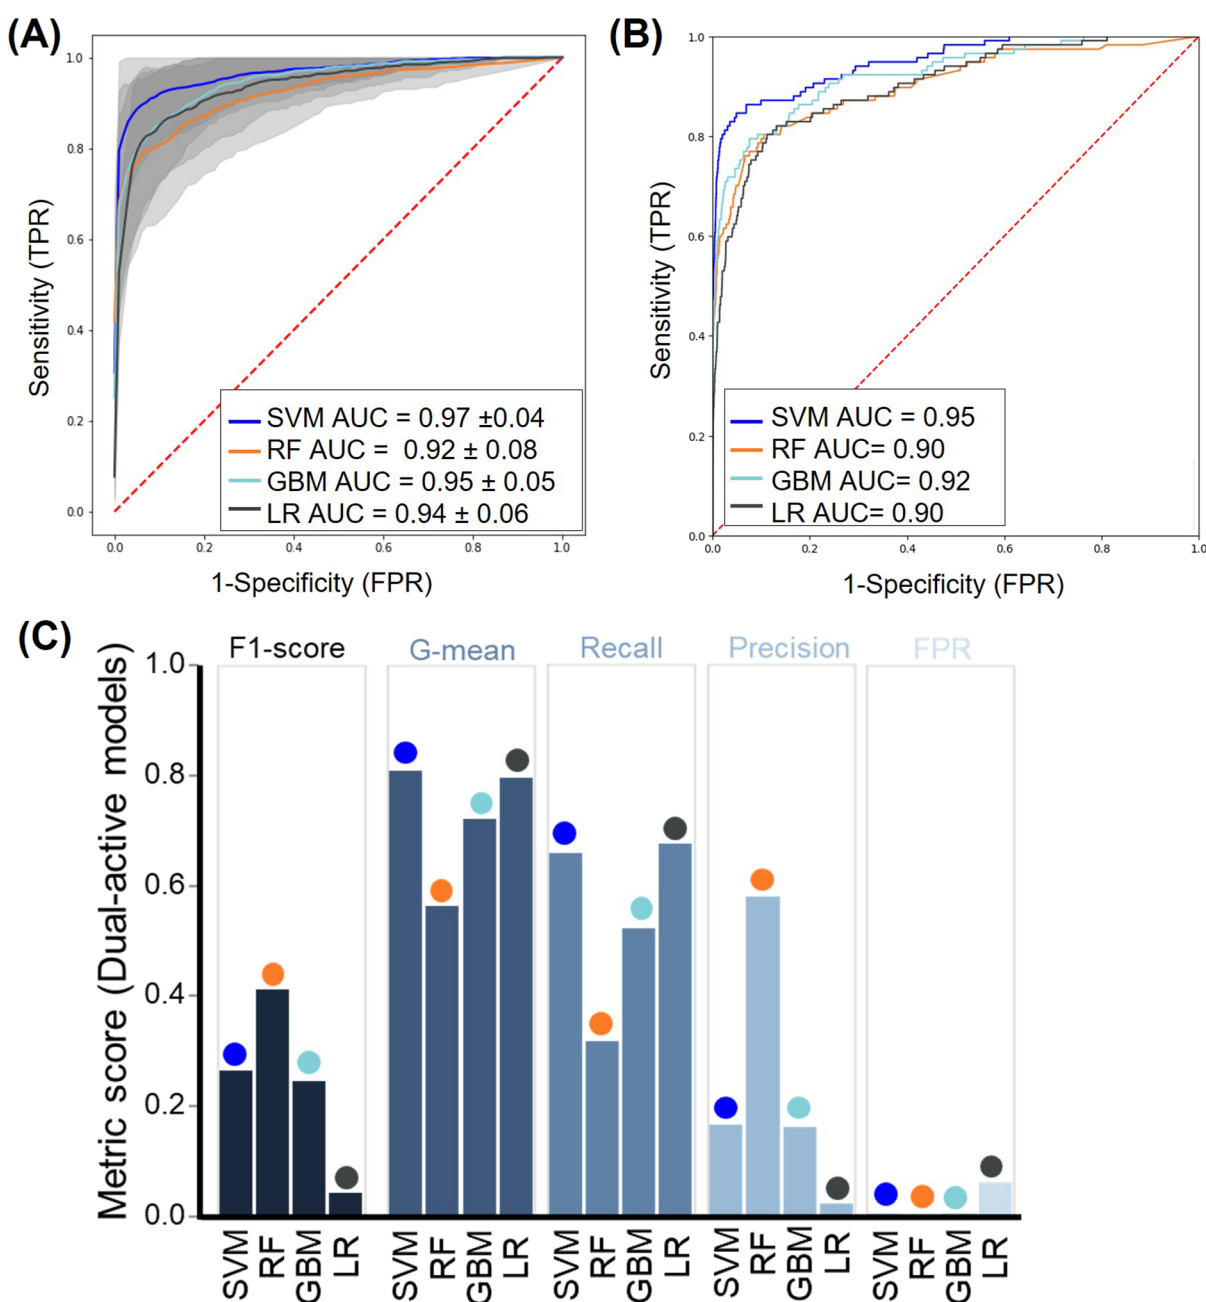 (A)
1.0
0.8
0.6
0.4
0.2
0.0
Sensitivity (TPR)
SVM AUC = 0.97 ±0.04
RF AUC = 0.92 ± 0.08
GBM AUC = 0.95 ± 0.05
LR AUC = 0.94 ± 0.06
0.0 0.2 0.4 0.6 0.8 1.0
1-Specificity (FPR)
(B)
1.0
0.8
0.6
0.4
0.2
0.0
Sensitivity (TPR)
SVM AUC = 0.95
RF AUC= 0.90
GBM AUC= 0.92
LR AUC= 0.90
0.0 0.2 0.4 0.6 0.8 1.0
1-Specificity (FPR)
(C)
F1-score G-mean Recall Precision FPR
1.0
0.8
0.6
0.4
0.2
0.0
Metric score (Dual-active models)
SVM RF GBM LR SVM RF GBM LR SVM RF GBM LR SVM RF GBM LR SVM RF GBM LR